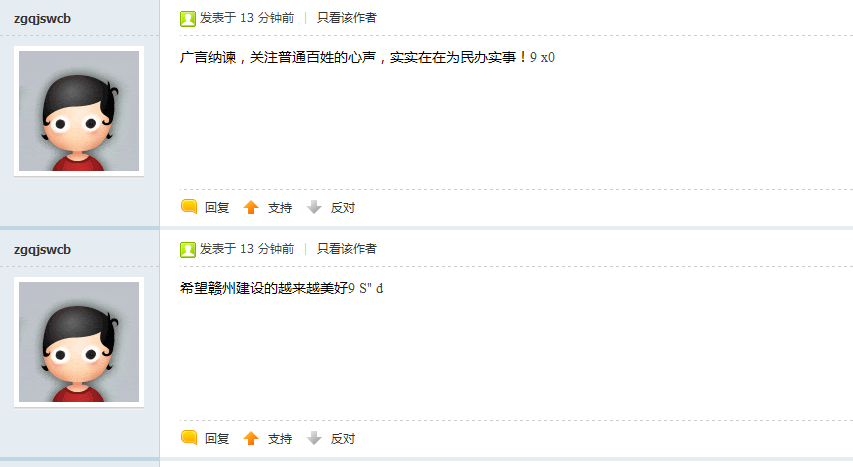 zgqjswcb
发表于 13 分钟前 | 只看该作者
广言纳谏，关注普通百姓的心声，实实在在为民办实事！9 x0
回复 支持 反对
zgqjswcb
发表于 13 分钟前 | 只看该作者
希望赣州建设的越来越美好9 S" d
回复 支持 反对